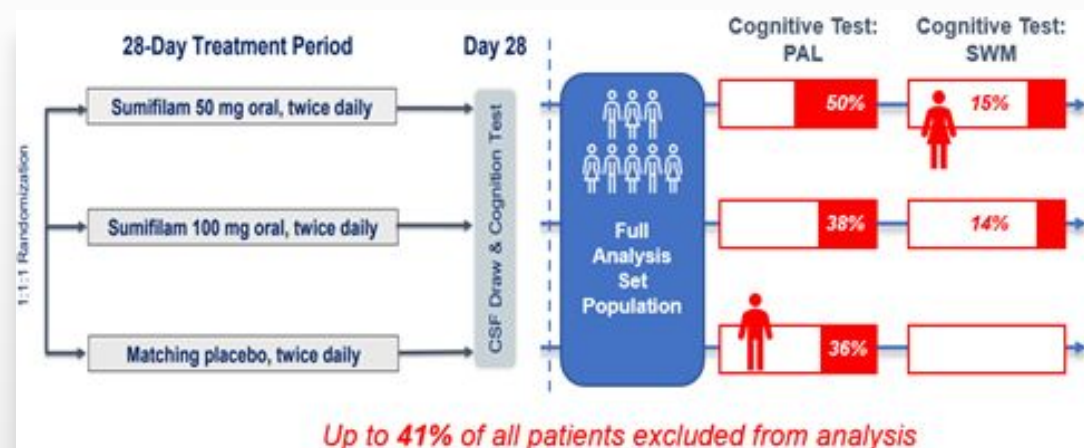 28-Day Treatment Period
Day 28
Cognitive Test:
PAL
Cognitive Test:
SWM
1:1:1 Randomization
Sumifilam 50 mg oral, twice daily
Sumifilam 100 mg oral, twice daily
Matching placebo, twice daily
CSF Draw & Cognition Test
Full
Analysis
Set
Population
50%
15%
38%
14%
36%
Up to 41% of all patients excluded from analysis